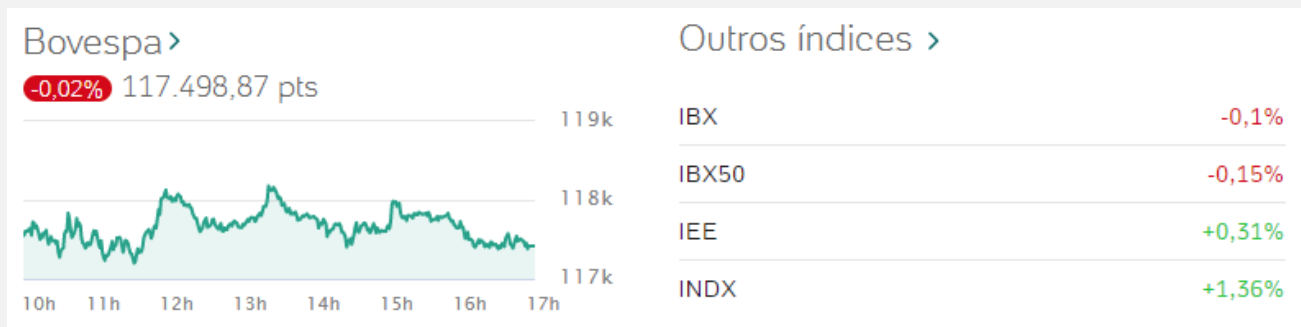 Bovespa >
-0,02% 117.498,87 pts
119k
118k
117k
10h 11h 12h 13h 14h 15h 16h 17h
Outros índices >
IBX -0,1%
IBX50 -0,15%
IEE +0,31%
INDX +1,36%